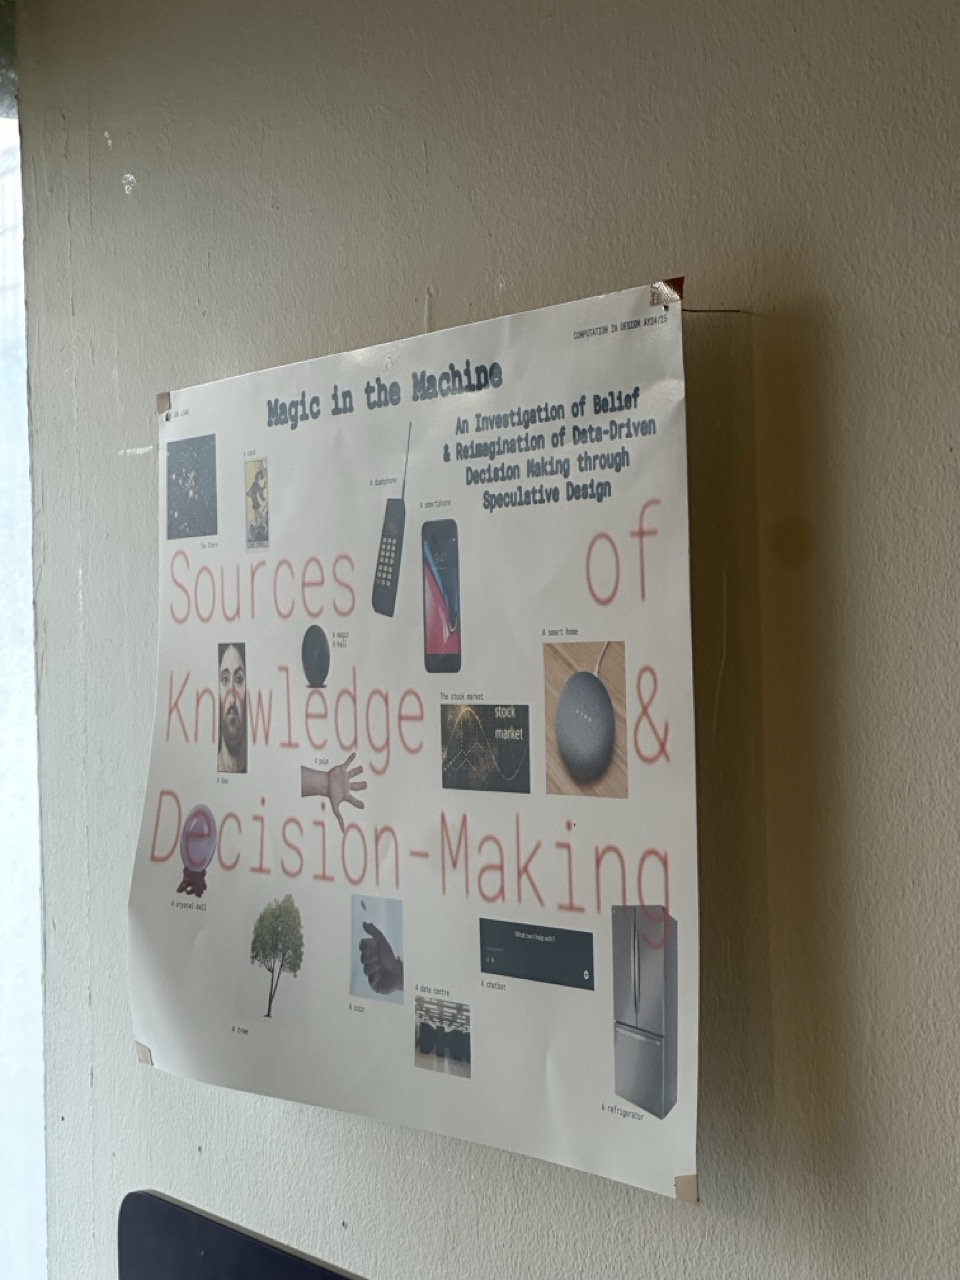 COMPUTATION IN DESIGN AY24/25
Magic in the Machine
An Investigation of Belief
& Reimagination of Data-Driven
Decision Making through
Speculative Design
A card
A dumbphone
A smartphone
The Stars
Sources of
A magic
8-ball
A smart home
Knowledge &
The stock market
stock
market
A God
A palm
Decision-Making
A crystal ball
What can I help with?
A chatbot
A data centre
A coin
A tree
A refrigerator